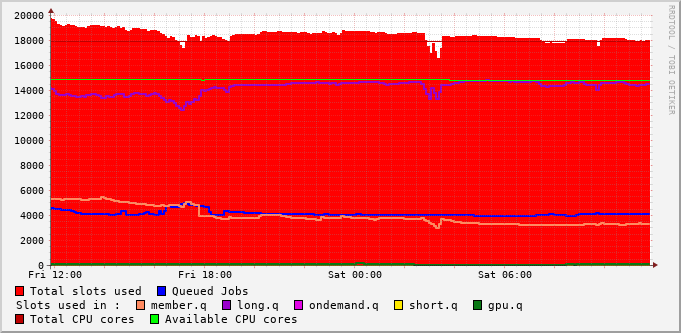 RRDTOOL / TOBI OETIKER
20000
18000
16000
14000
12000
10000
8000
6000
4000
2000
0
Fri 12:00 Fri 18:00 Sat 00:00 Sat 06:00
Total slots used Queued Jobs
Slots used in : member.q long.q ondemand.q short.q gpu.q
Total CPU cores Available CPU cores